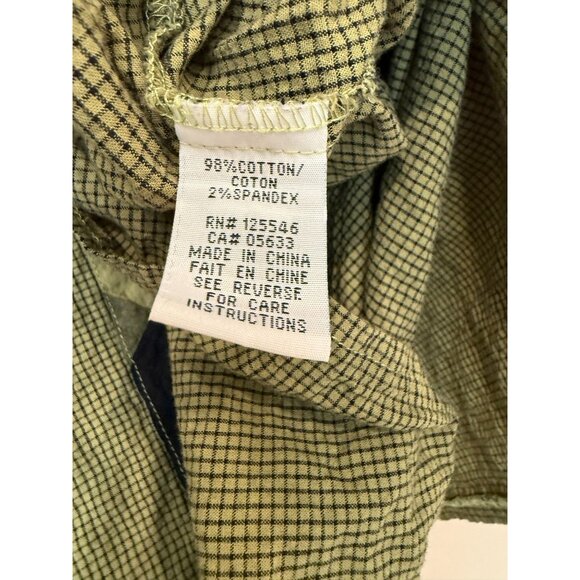 98%COTTON/
COTON
2%SPANDEX
RN# 125546
CA# 05633
MADE IN CHINA
FAIT EN CHINE
SEE REVERSE
FOR CARE
INSTRUCTIONS